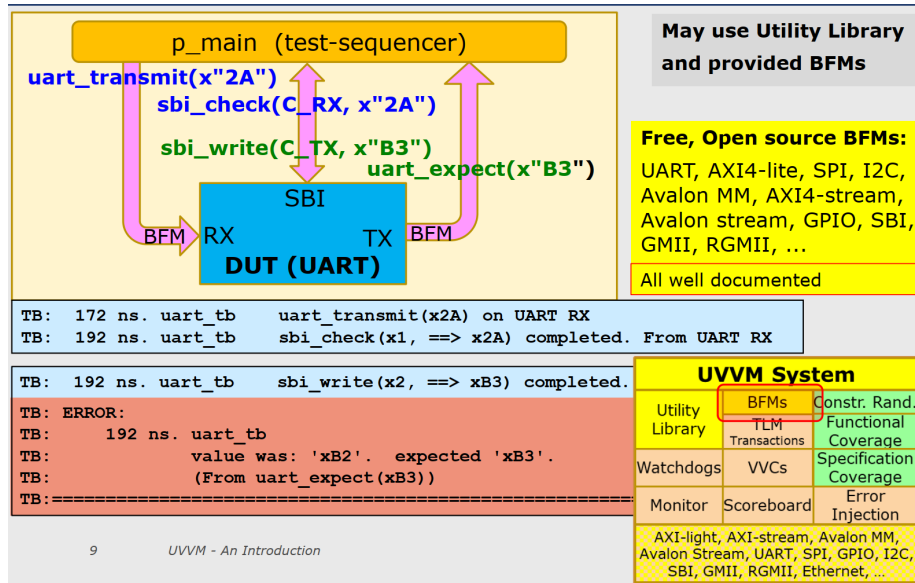 p_main (test-sequencer)
uart_transmit(x"2A")
sbi_check(C_RX, x"2A")
sbi_write(C_TX, x"B3")
uart_expect(x"B3")
SBI
BFM
RX
TX
BFM
DUT (UART)
May use Utility Library
and provided BFMs
Free, Open source BFMs:
UART, AXI4-lite, SPI, I2C,
Avalon MM, AXI4-stream,
Avalon stream, GPIO, SBI,
GMII, RGMII, ...
All well documented
TB: 172 ns. uart_tb uart_transmit(x2A) on UART RX
TB: 192 ns. uart_tb sbi_check(x1, ==> x2A) completed. From UART RX
TB: 192 ns. uart_tb sbi_write(x2, ==> xB3) completed.
TB: ERROR:
TB: 192 ns. uart_tb
TB: value was: 'xB2'. expected 'xB3'.
TB: (From uart_expect(xB3))
TB:=======================================================
UVVM System
Utility
Library
BFMs
Constr. Rand.
TLM
Transactions
Functional
Coverage
Watchdogs
VVCs
Specification
Coverage
Monitor
Scoreboard
Error
Injection
AXI-light, AXI-stream, Avalon MM,
Avalon Stream, UART, SPI, GPIO, I2C,
SBI, GMII, RGMII, Ethernet, ...
9 UVVM - An Introduction